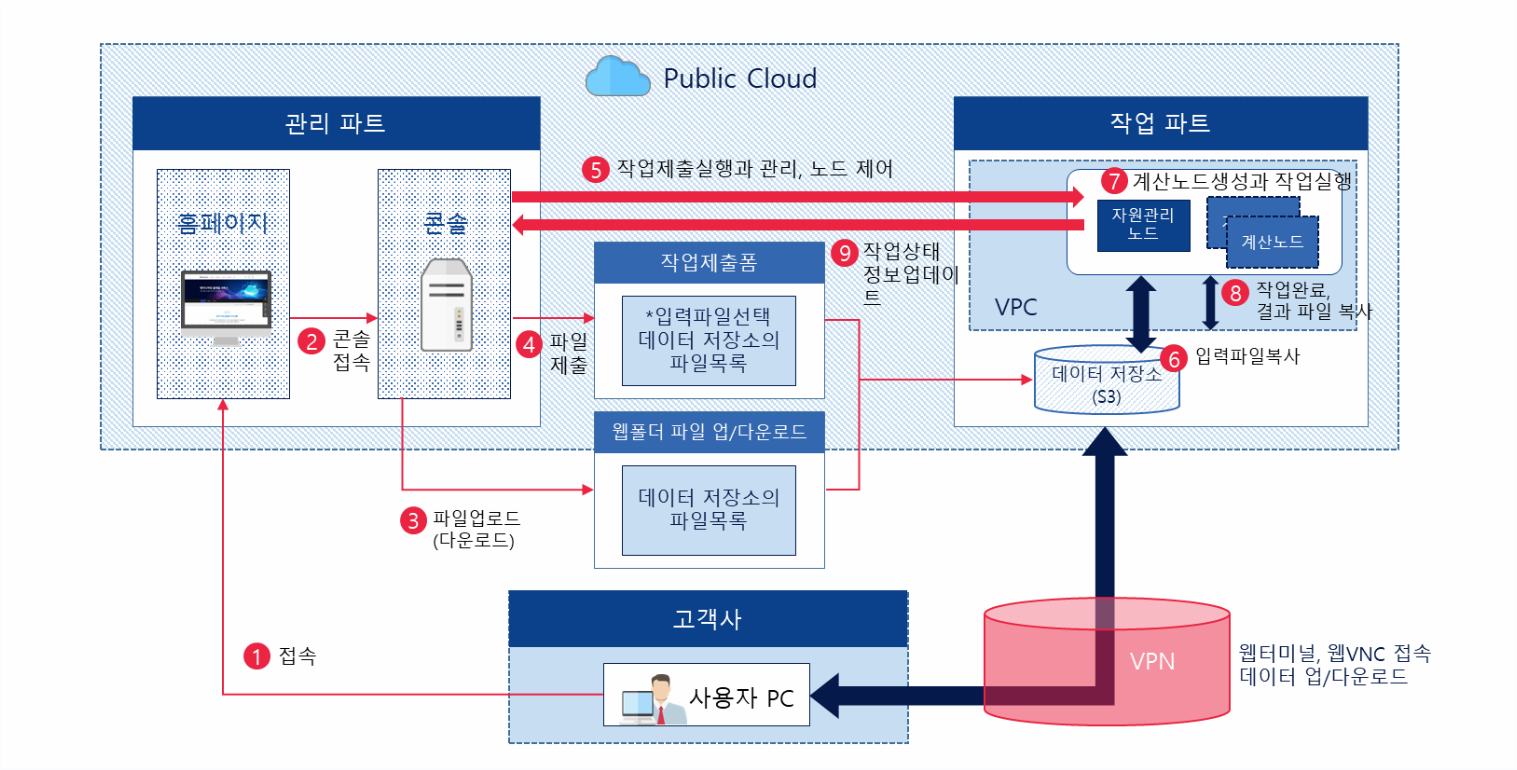 Public Cloud
관리 파트
작업 파트
홈페이지
콘솔
2 콘솔
접속
5 작업제출실행과 관리, 노드 제어
7 계산노드생성과 작업실행
자원관리
노드
계산노드
VPC
9 작업상태
정보업데이
트
8 작업완료,
결과 파일 복사
작업제출폼
*입력파일선택
데이터 저장소의
파일목록
4 파일
제출
6 입력파일복사
데이터 저장소
(S3)
웹폴더 파일 업/다운로드
데이터 저장소의
파일목록
3 파일업로드
(다운로드)
고객사
1 접속
사용자 PC
VPN
웹터미널, 웹VNC 접속
데이터 업/다운로드